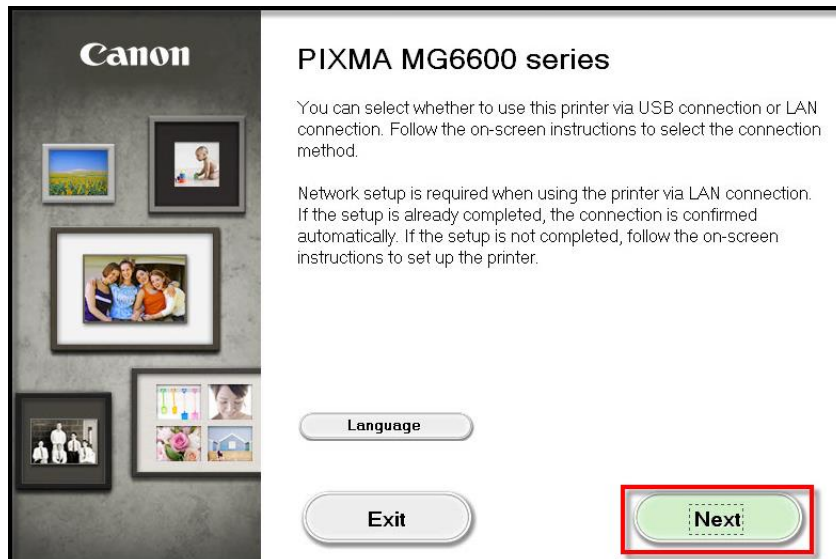 Canon
PIXMA MG6600 series
You can select whether to use this printer via USB connection or LAN
connection. Follow the on-screen instructions to select the connection
method.
Network setup is required when using the printer via LAN connection.
If the setup is already completed, the connection is confirmed
automatically. If the setup is not completed, follow the on-screen
instructions to set up the printer.
Language
Exit
Next